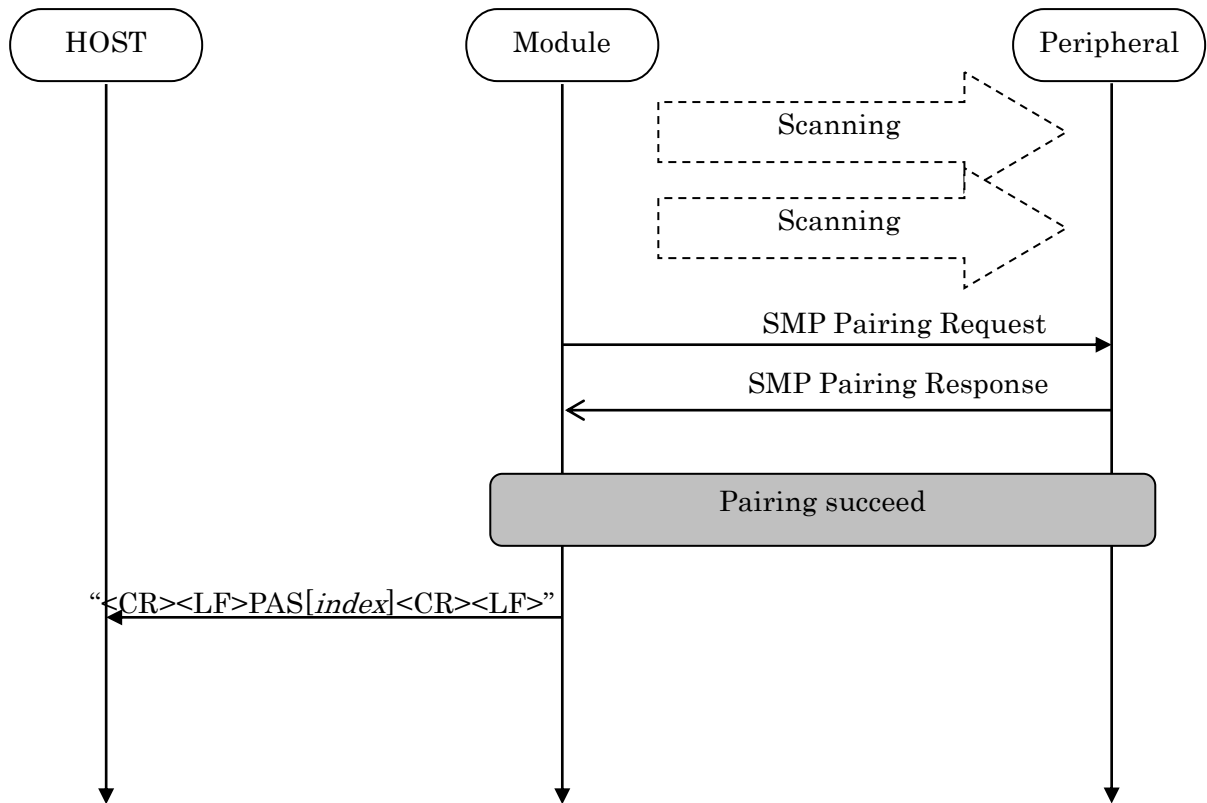 HOST
Module
Peripheral
Scanning
Scanning
SMP Pairing Request
SMP Pairing Response
Pairing succeed
“<CR><LF>PAS[index]<CR><LF>”